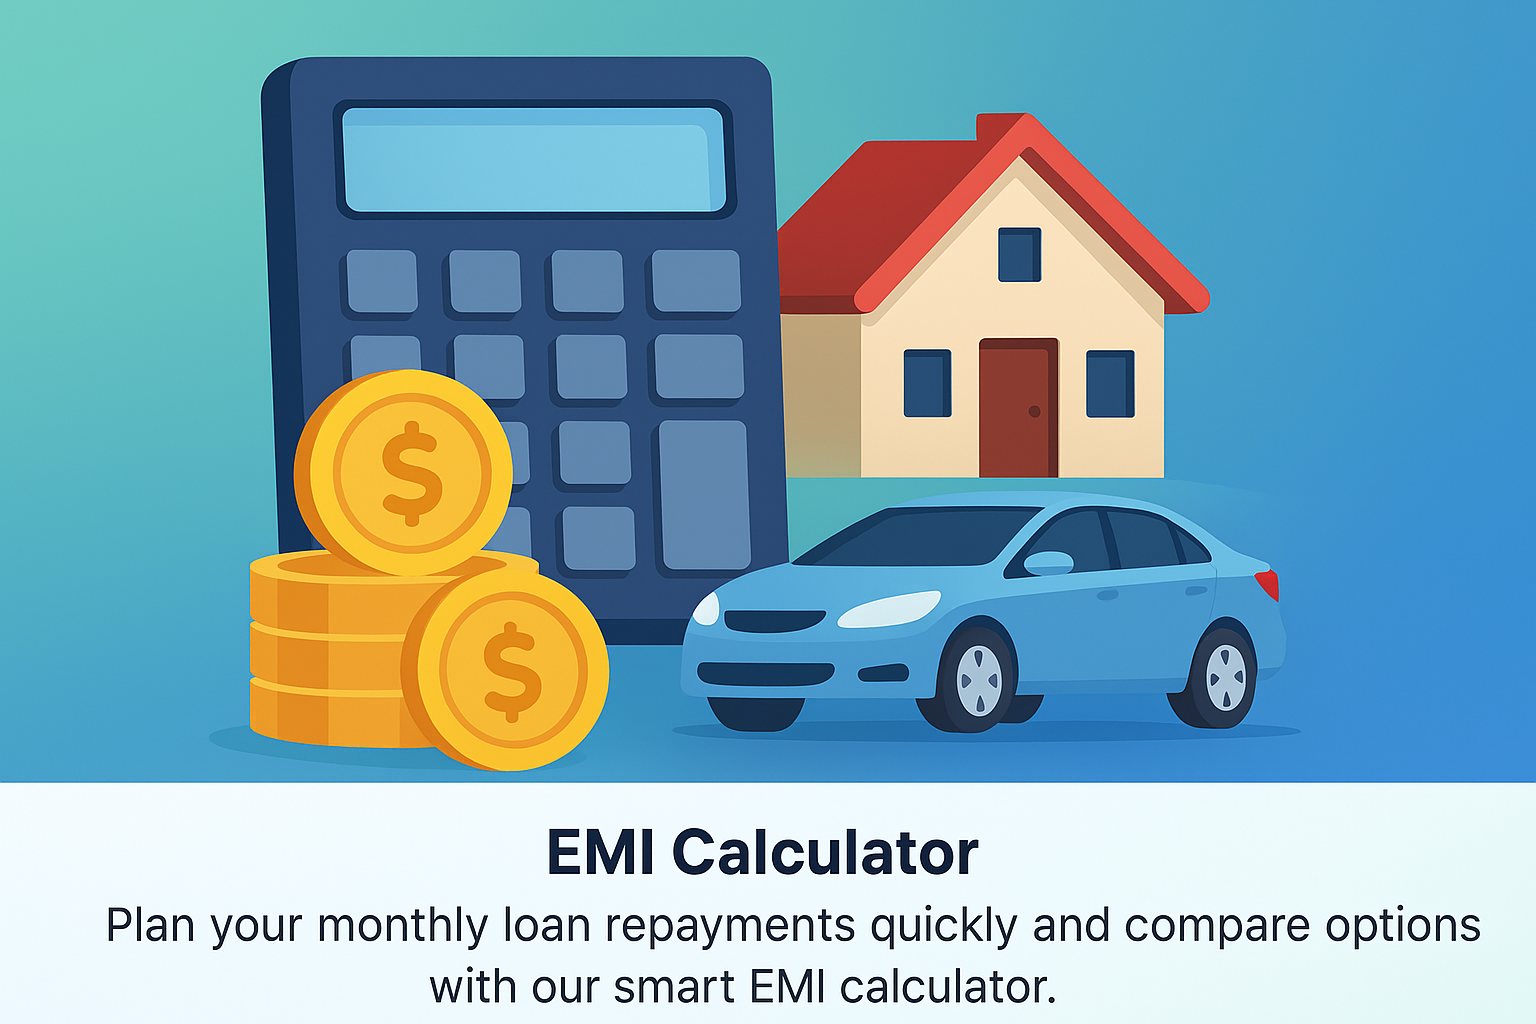 $
$
EMI Calculator
Plan your monthly loan repayments quickly and compare options
with our smart EMI calculator.